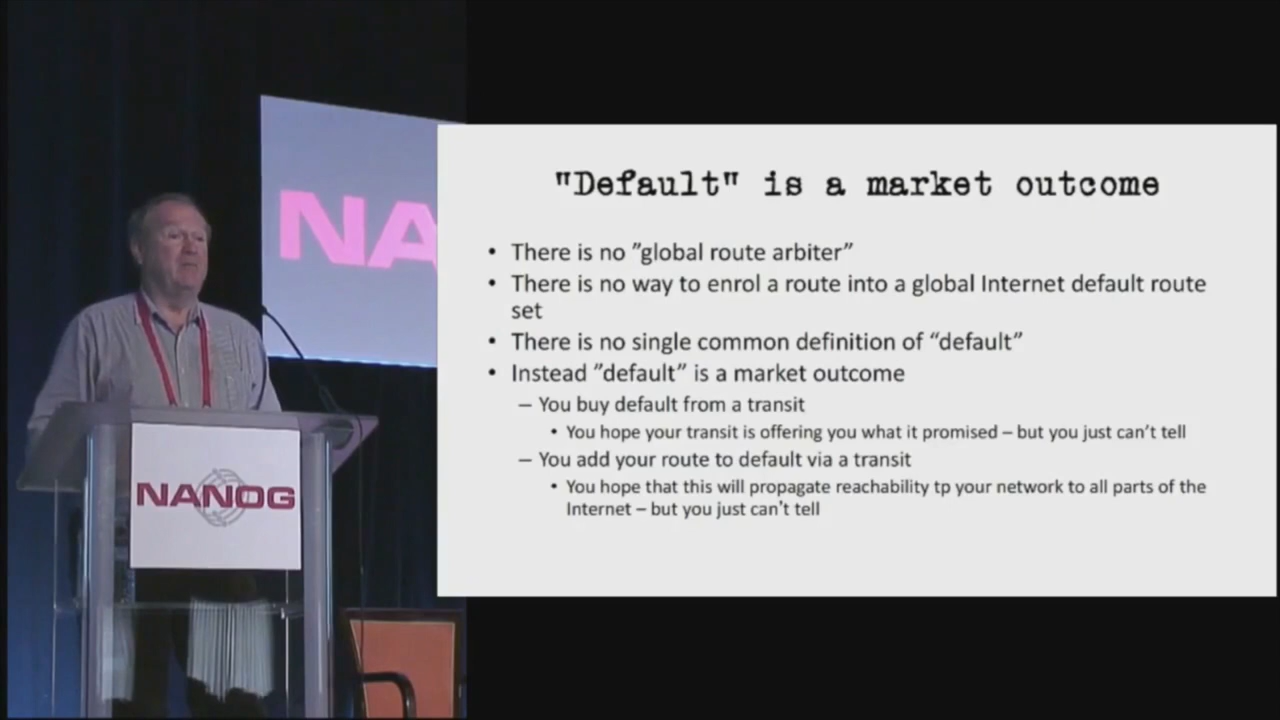 NA
NANOG
"Default" is a market outcome
• There is no ”global route arbiter”
• There is no way to enrol a route into a global Internet default route
set
• There is no single common definition of “default”
• Instead ”default” is a market outcome
– You buy default from a transit
• You hope your transit is offering you what it promised – but you just can’t tell
– You add your route to default via a transit
• You hope that this will propagate reachability tp your network to all parts of the
Internet – but you just can’t tell